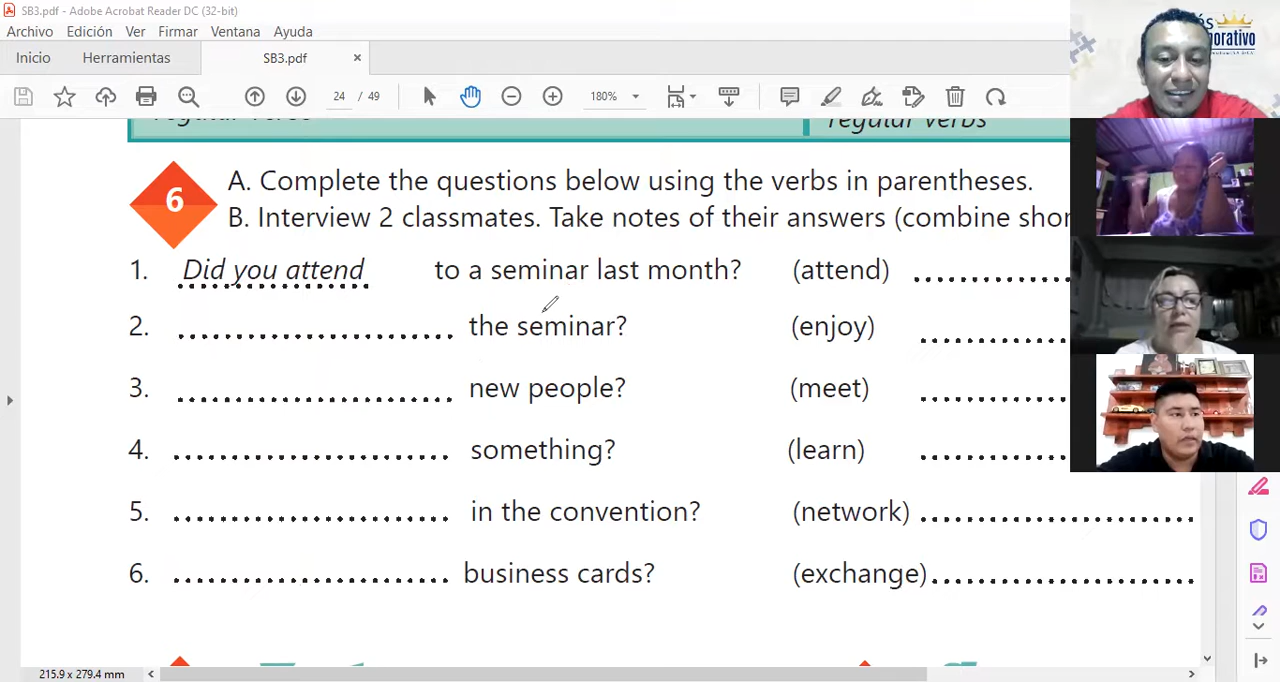 SB3.pdf - Adobe Acrobat Reader DC (32-bit)
Archivo Edición Ver Firmar Ventana Ayuda
Inicio Herramientas SB3.pdf ×
24 / 49 180%
6
A. Complete the questions below using the verbs in parentheses.
B. Interview 2 classmates. Take notes of their answers (combine shor
1. Did you attend to a seminar last month? (attend)
2. the seminar? (enjoy)
3. new people? (meet)
4. something? (learn)
5. in the convention? (network)
6. business cards? (exchange)
215.9 x 279.4 mm